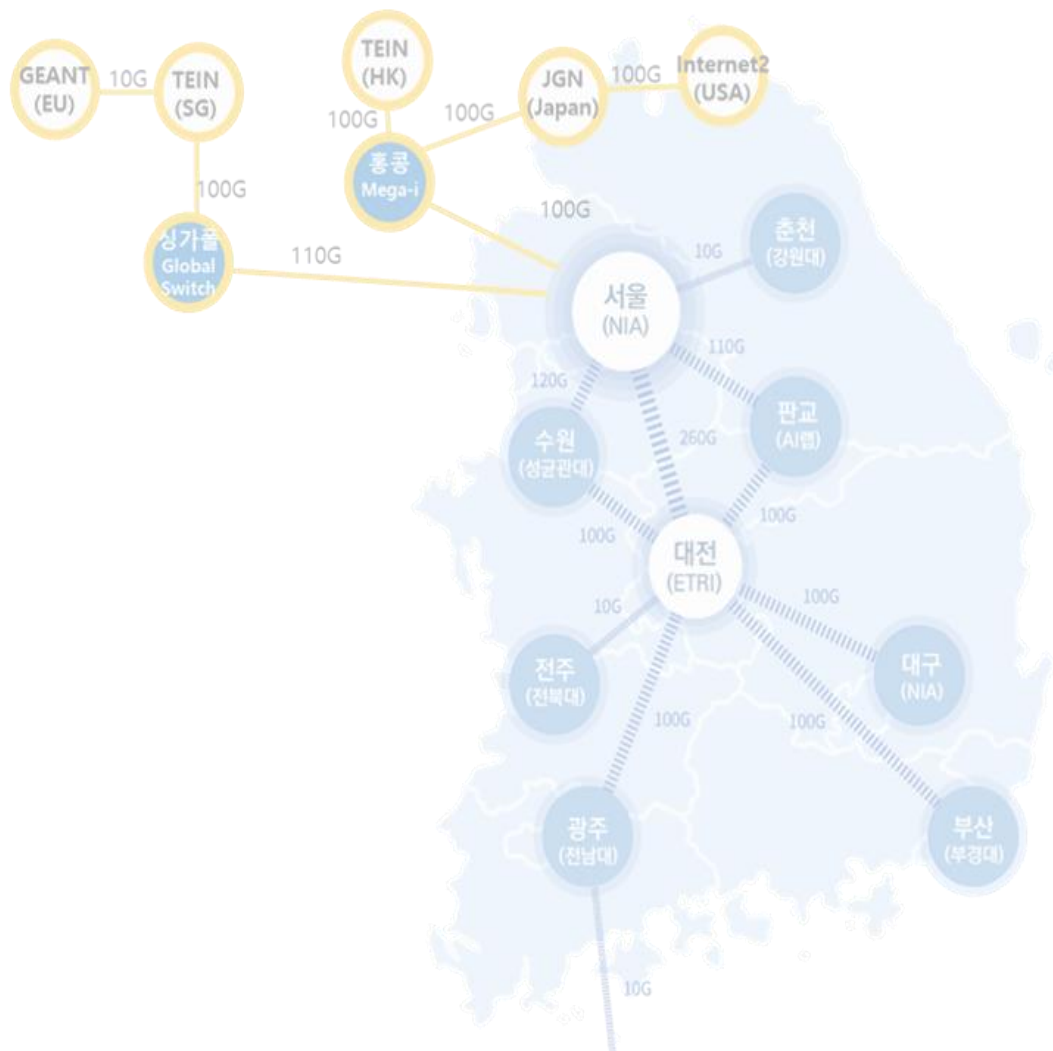 GEANT
(EU)
10G
TEIN
(SG)
TEIN
(HK)
JGN
(Japan)
100G
Internet2
(USA)
100G
100G
홍콩
Mega-i
100G
100G
싱가폴
Global
Switch
110G
서울
(NIA)
10G
춘천
(강원대)
120G
110G
수원
(성균관대)
260G
판교
(AI랩)
100G
100G
대전
(ETRI)
10G
100G
전주
(전북대)
대구
(NIA)
100G
100G
광주
(전남대)
부산
(부경대)
10G